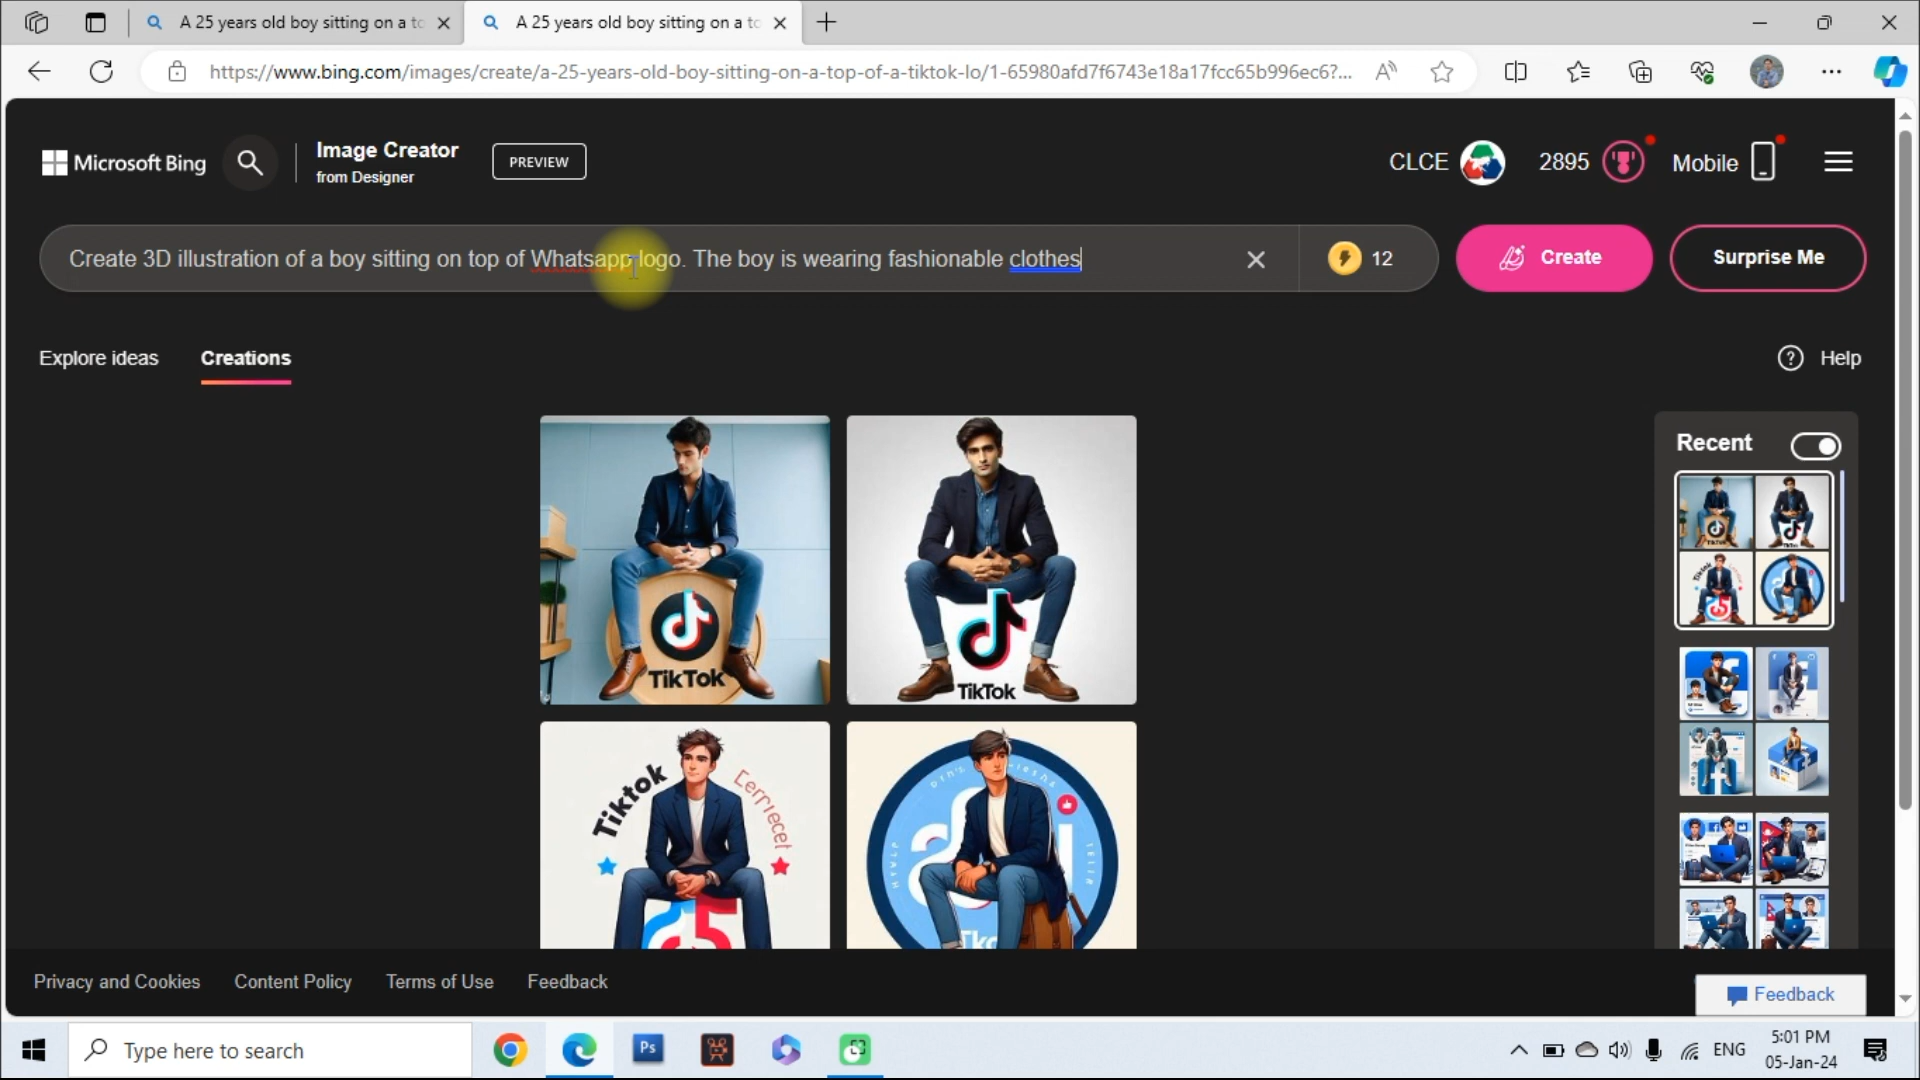 A 25 years old boy sitting on a to
A 25 years old boy sitting on a to
https://www.bing.com/images/create/a-25-years-old-boy-sitting-on-a-top-of-a-tiktok-lo/1-65980afd7f6743e18a17fcc65b996ec6?...
Microsoft Bing
Image Creator
from Designer
PREVIEW
CLCE
2895
Mobile
Create 3D illustration of a boy sitting on top of Whatsapp logo. The boy is wearing fashionable clothes
12
Create
Surprise Me
Explore ideas
Creations
Help
Recent
TikTok
TikTok
Tiktok
Privacy and Cookies
Content Policy
Terms of Use
Feedback
Feedback
Type here to search
Ps
ENG
5:01 PM
05-Jan-24